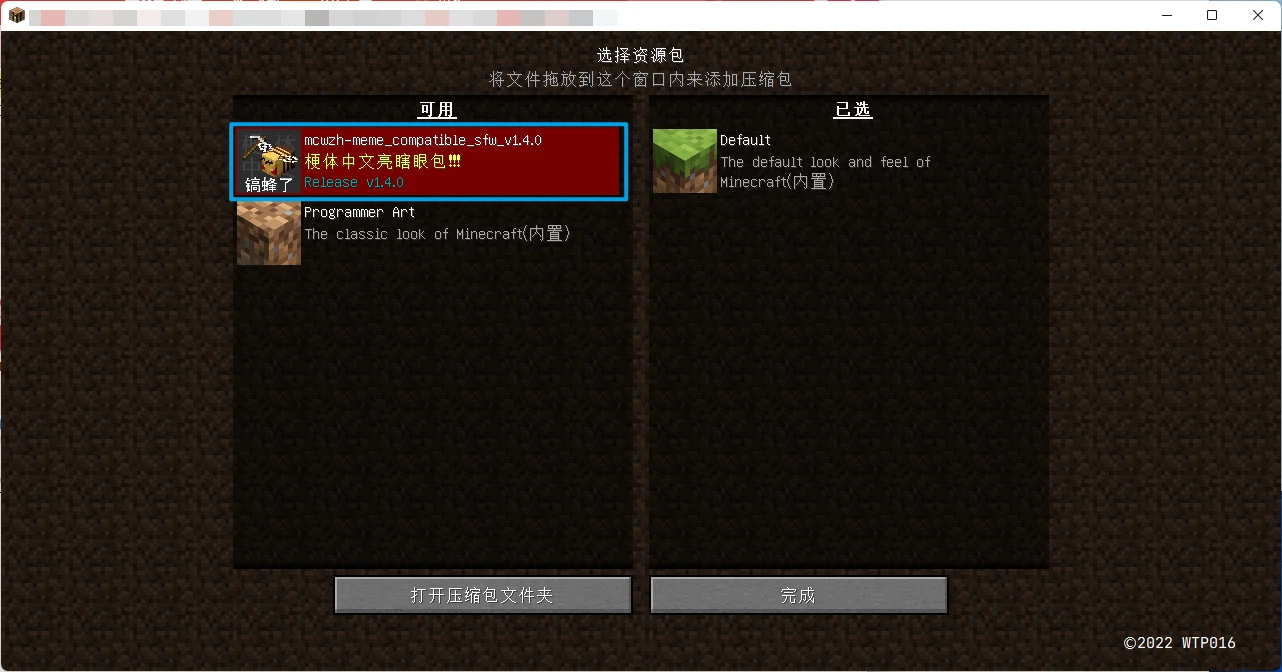 选择资源包
将文件拖放到这个窗口内来添加压缩包
可用
mcwzh-meme_compatible_sfw_v1.4.0
梗体中文亮瞎眼包!!!
Release v1.4.0
镐蜂了
Programmer Art
The classic look of Minecraft(内置)
已选
Default
The default look and feel of
Minecraft(内置)
打开压缩包文件夹
完成
©2022 WTP016